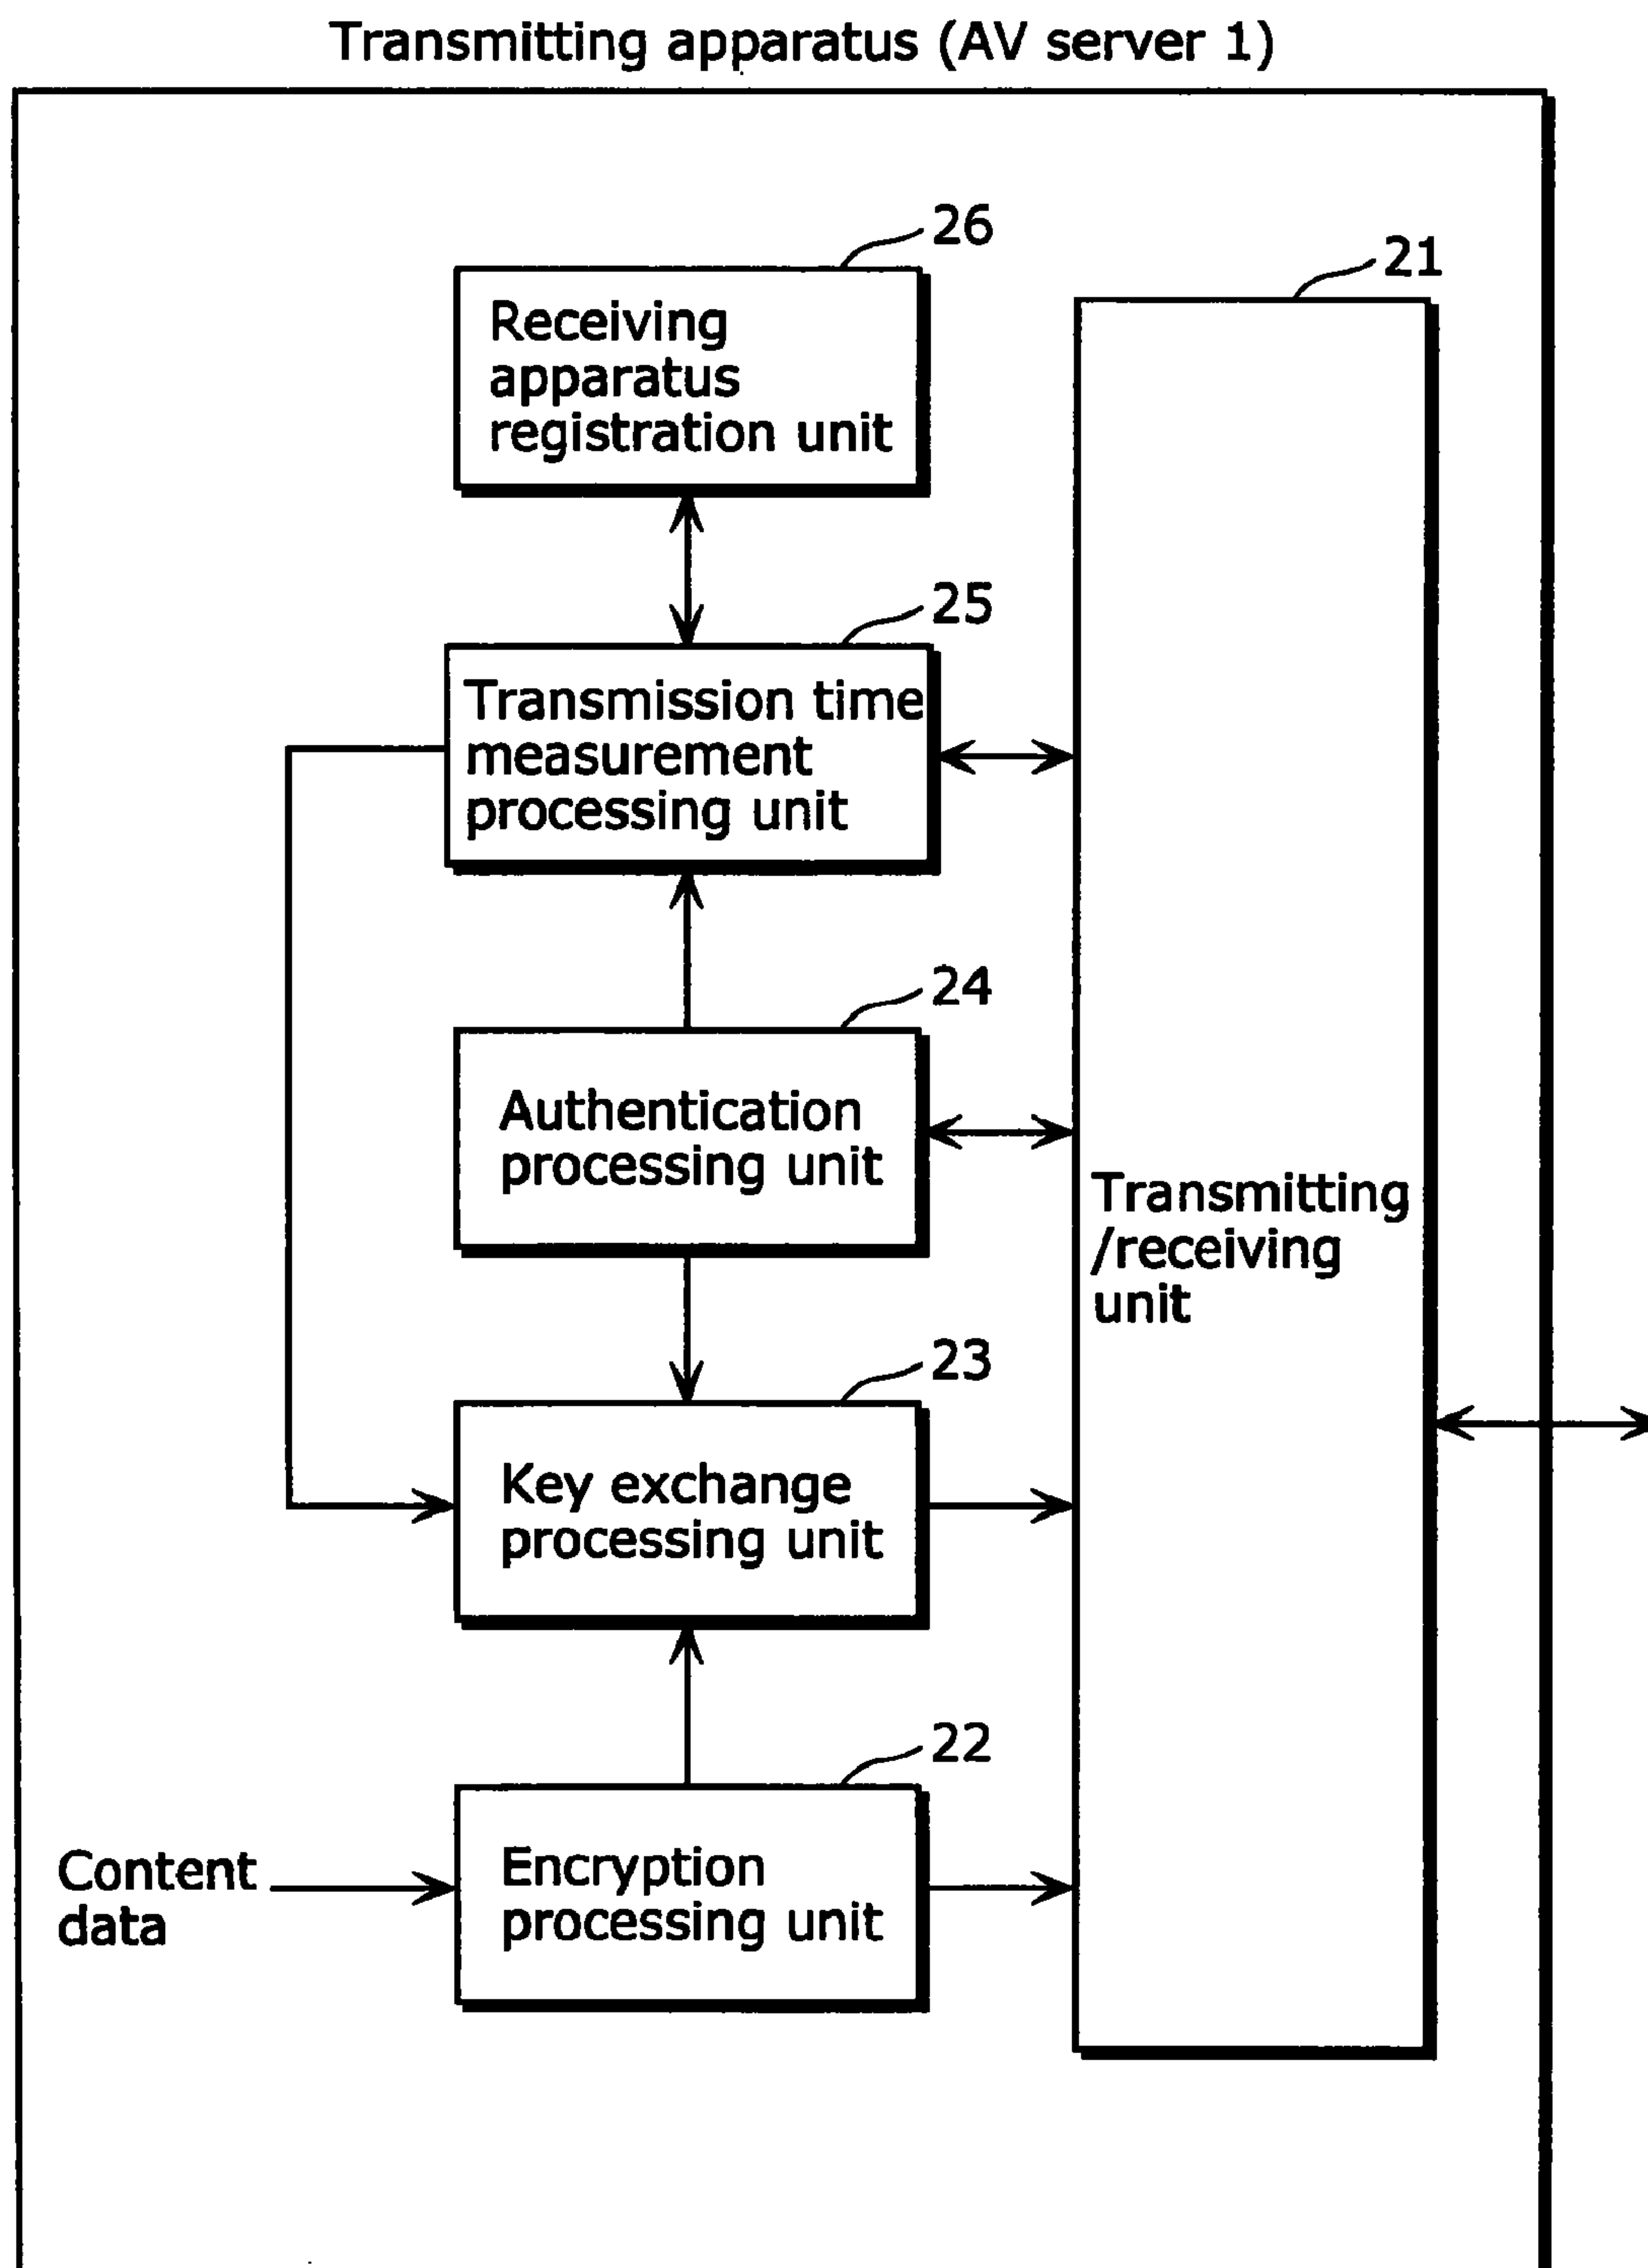 Transmitting apparatus (AV server 1)
26
21
Receiving
apparatus
registration unit
25
Transmission time
measurement
processing unit
24
Authentication
processing unit
Transmitting
/receiving
unit
23
Key exchange
processing unit
22
Content
data
Encryption
processing unit